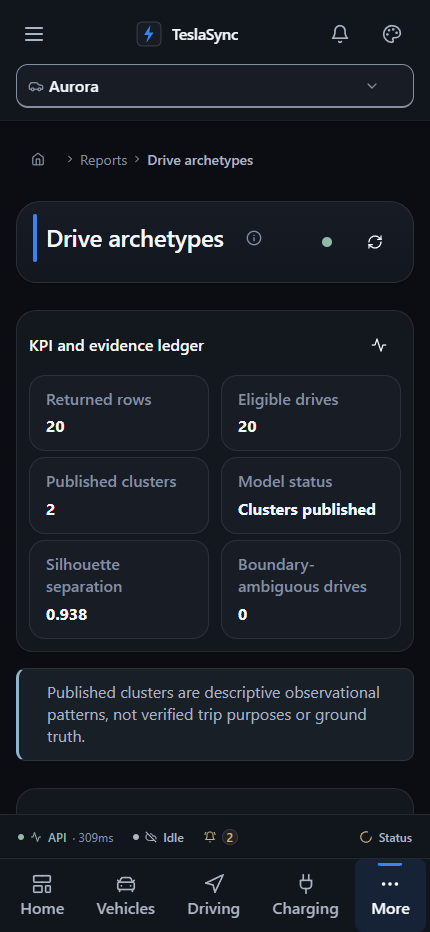 TeslaSync
Aurora
Reports
Drive archetypes
Drive archetypes
KPI and evidence ledger
Returned rows
20
Eligible drives
20
Published clusters
2
Model status
Clusters published
Silhouette
separation
0.938
Boundary-
ambiguous drives
0
Published clusters are descriptive observational
patterns, not verified trip purposes or ground
truth.
API · 309ms
Idle
2
Status
Home
Vehicles
Driving
Charging
More